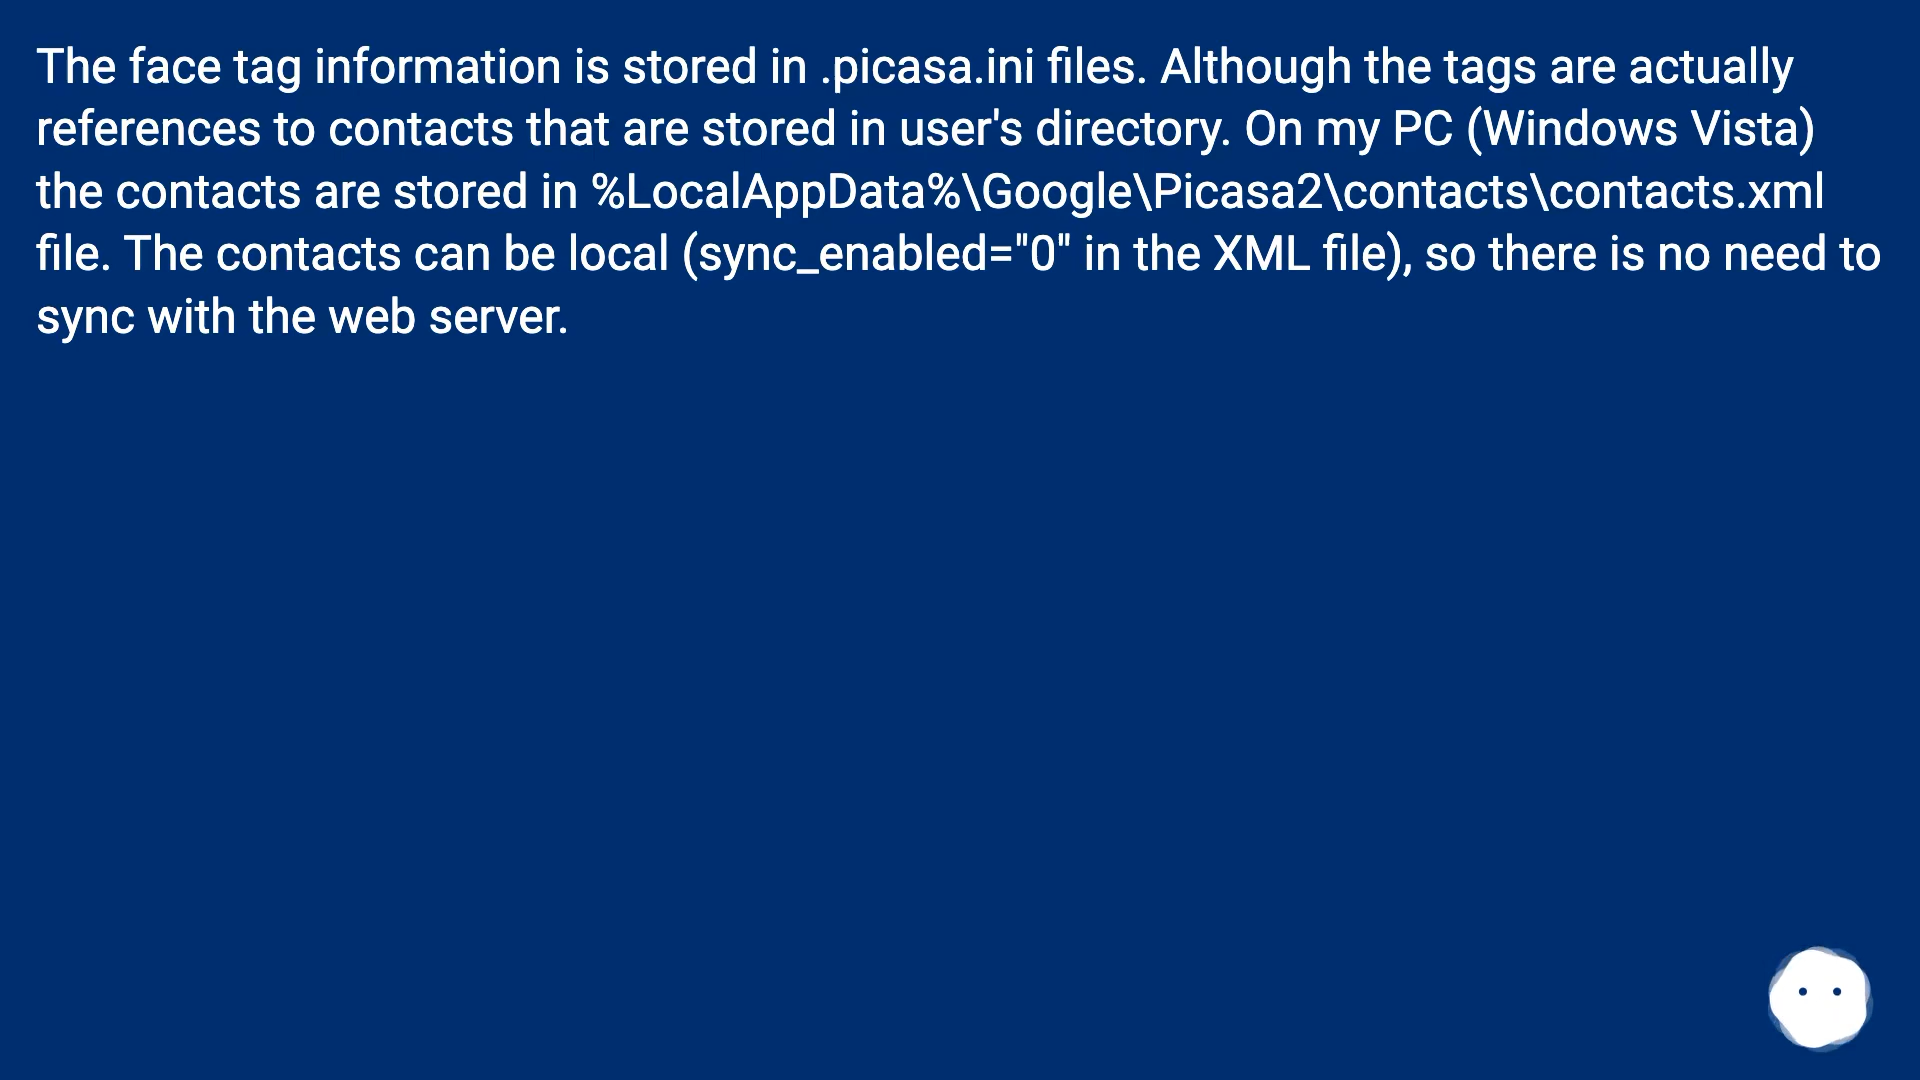 The face tag information is stored in .picasa.ini files. Although the tags are actually
references to contacts that are stored in user's directory. On my PC (Windows Vista)
the contacts are stored in %LocalAppData%\Google\Picasa2\contacts\contacts.xml
file. The contacts can be local (sync_enabled="0" in the XML file), so there is no need to
sync with the web server.